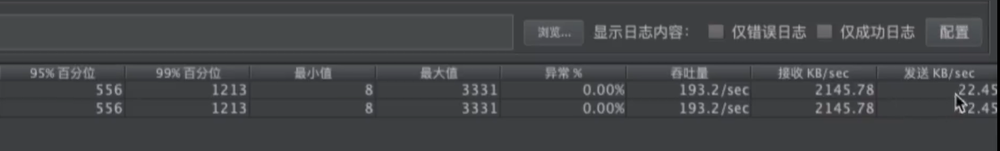 浏览... 显示日志内容： 仅错误日志 仅成功日志 配置
95% 百分位 99% 百分位 最小值 最大值 异常 % 吞吐量 接收 KB/sec 发送 KB/sec
556 1213 8 3331 0.00% 193.2/sec 2145.78 22.45
556 1213 8 3331 0.00% 193.2/sec 2145.78 2.45